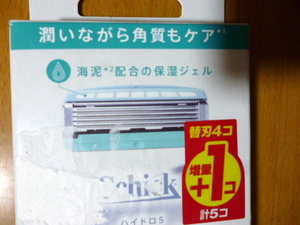 潤いながら角質もケア*1
海泥*2配合の保湿ジェル
Schick
ハイドロ5
替刃4コ
増量
+1コ
計5コ